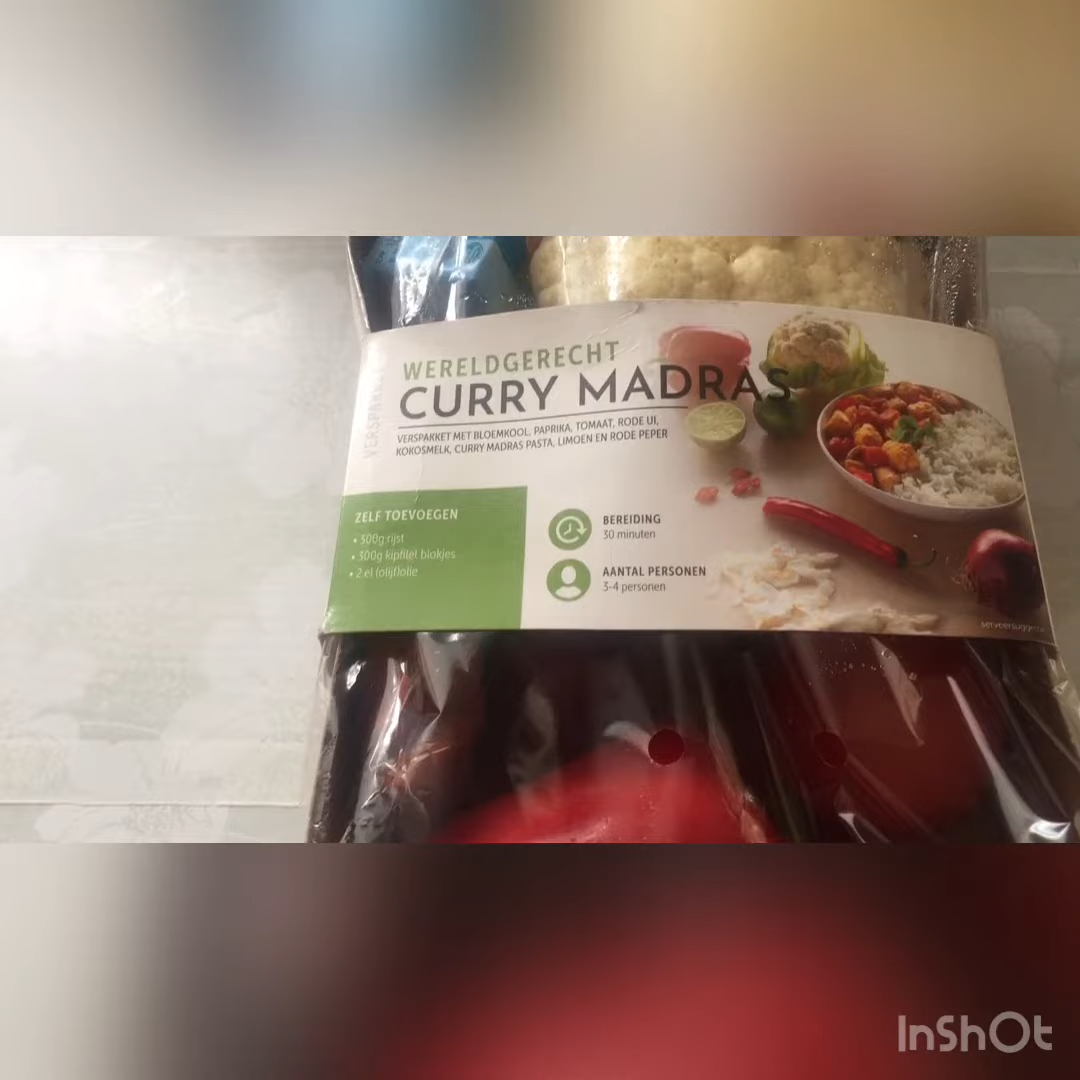 VERSPAKKET
WERELDGERECHT
CURRY MADRAS
VERSPAKKET MET BLOEMKOOL, PAPRIKA, TOMAAT, RODE UI,
KOKOSMELK, CURRY MADRAS PASTA, LIMOEN EN RODE PEPER
ZELF TOEVOEGEN
• 300g rijst
• 300g kipfilet blokjes
• 2 el (olijf)olie
BEREIDING
30 minuten
AANTAL PERSONEN
3-4 personen
InShOt